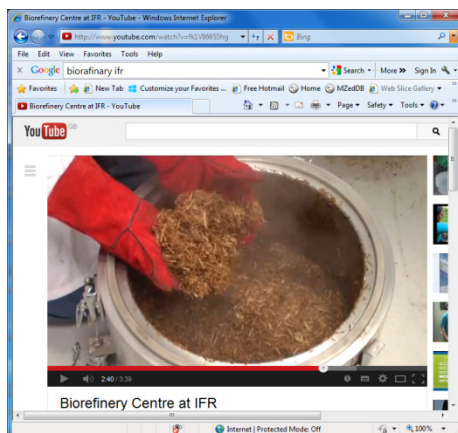 Biorefinery Centre at IFR - YouTube - Windows Internet Explorer
http://www.youtube.com/watch?v=fk1V866S5hg
Bing
File Edit View Favorites Tools Help
x Google biorafinary ifr Search More >> Sign In
Favorites New Tab Customize your Favorites ... Free Hotmail Home MZedDB Web Slice Gallery
Biorefinery Centre at IFR - YouTube Page Safety Tools
YouTube GB
2:40 / 3:39
Biorefinery Centre at IFR
Internet | Protected Mode: Off 100%